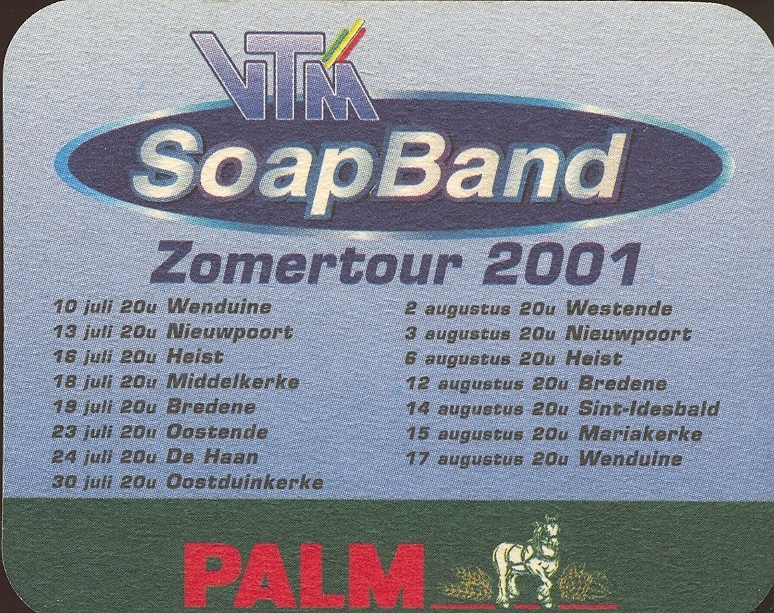 VTM
SoapBand
Zomertour 2001
10 juli 20u Wenduine
13 juli 20u Nieuwpoort
16 juli 20u Heist
18 juli 20u Middelkerke
19 juli 20u Bredene
23 juli 20u Oostende
24 juli 20u De Haan
30 juli 20u Oostduinkerke
2 augustus 20u Westende
3 augustus 20u Nieuwpoort
6 augustus 20u Heist
12 augustus 20u Bredene
14 augustus 20u Sint-Idesbald
15 augustus 20u Mariakerke
17 augustus 20u Wenduine
PALM